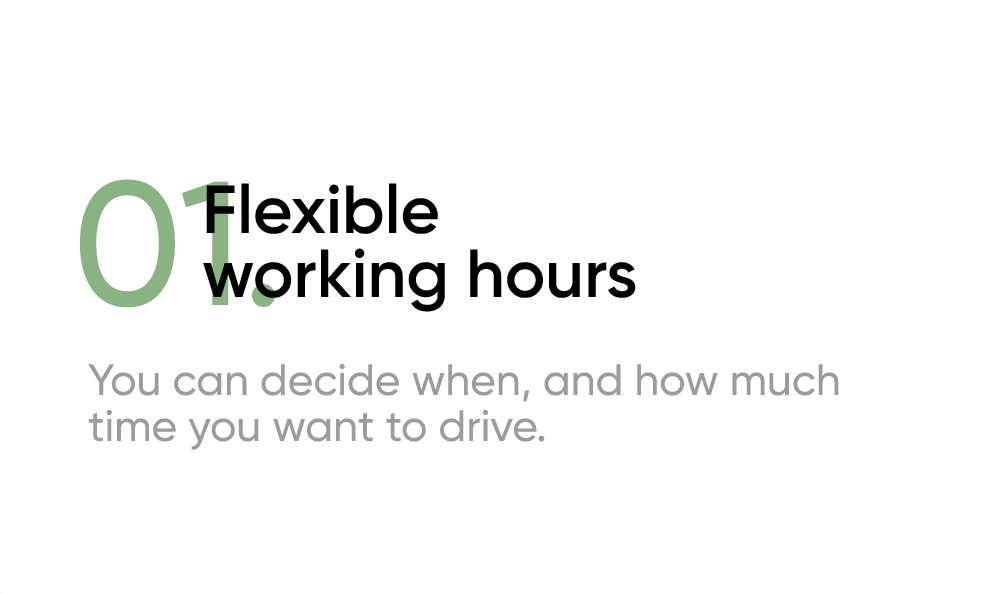 01.
Flexible
working hours
You can decide when, and how much
time you want to drive.